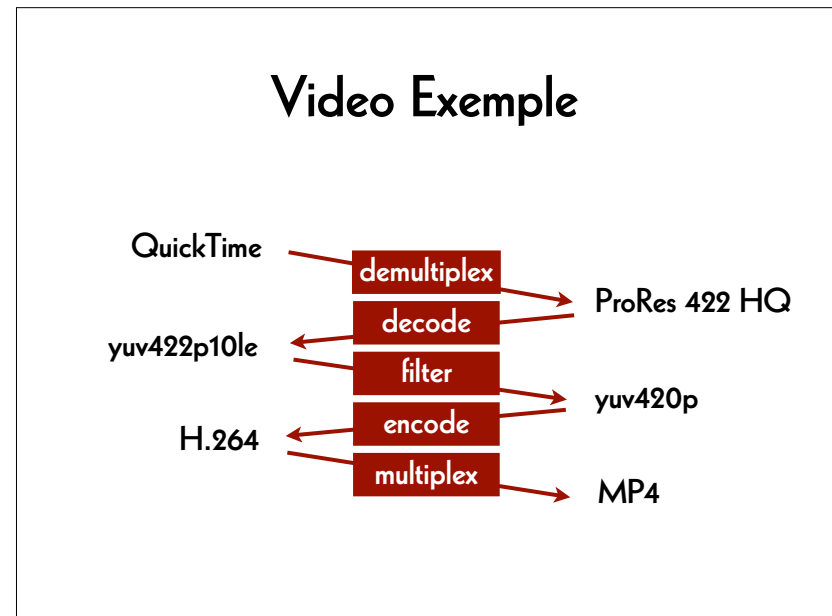 Video Exemple
QuickTime
demultiplex
ProRes 422 HQ
decode
yuv422p10le
filter
yuv420p
encode
H.264
multiplex
MP4